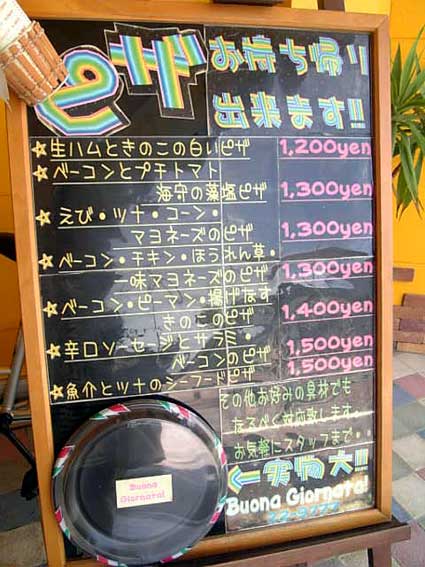 ピザ
お持ち帰り
出来ます!!
☆生ハムときのこの白いピザ 1,200yen
☆ベーコンとプチトマト
海守の藻塩ピザ 1,300yen
☆えび・ツナ・コーン・
マヨネーズのピザ 1,300yen
☆ベーコン・チキン・ほうれん草・
一味マヨネーズのピザ 1,300yen
☆ベーコン・ピーマン・揚げなす
きのこのピザ 1,400yen
☆辛口ソーセージとサラミ・
ベーコンのピザ 1,500yen
☆魚介とツナのシーフードピザ 1,500yen
その他お好みの具材でも
なるべく対応致します。
お気軽にスタッフまで・・
←実物大!!
Buona Giornata!
22-9777
Buona
Giornata!